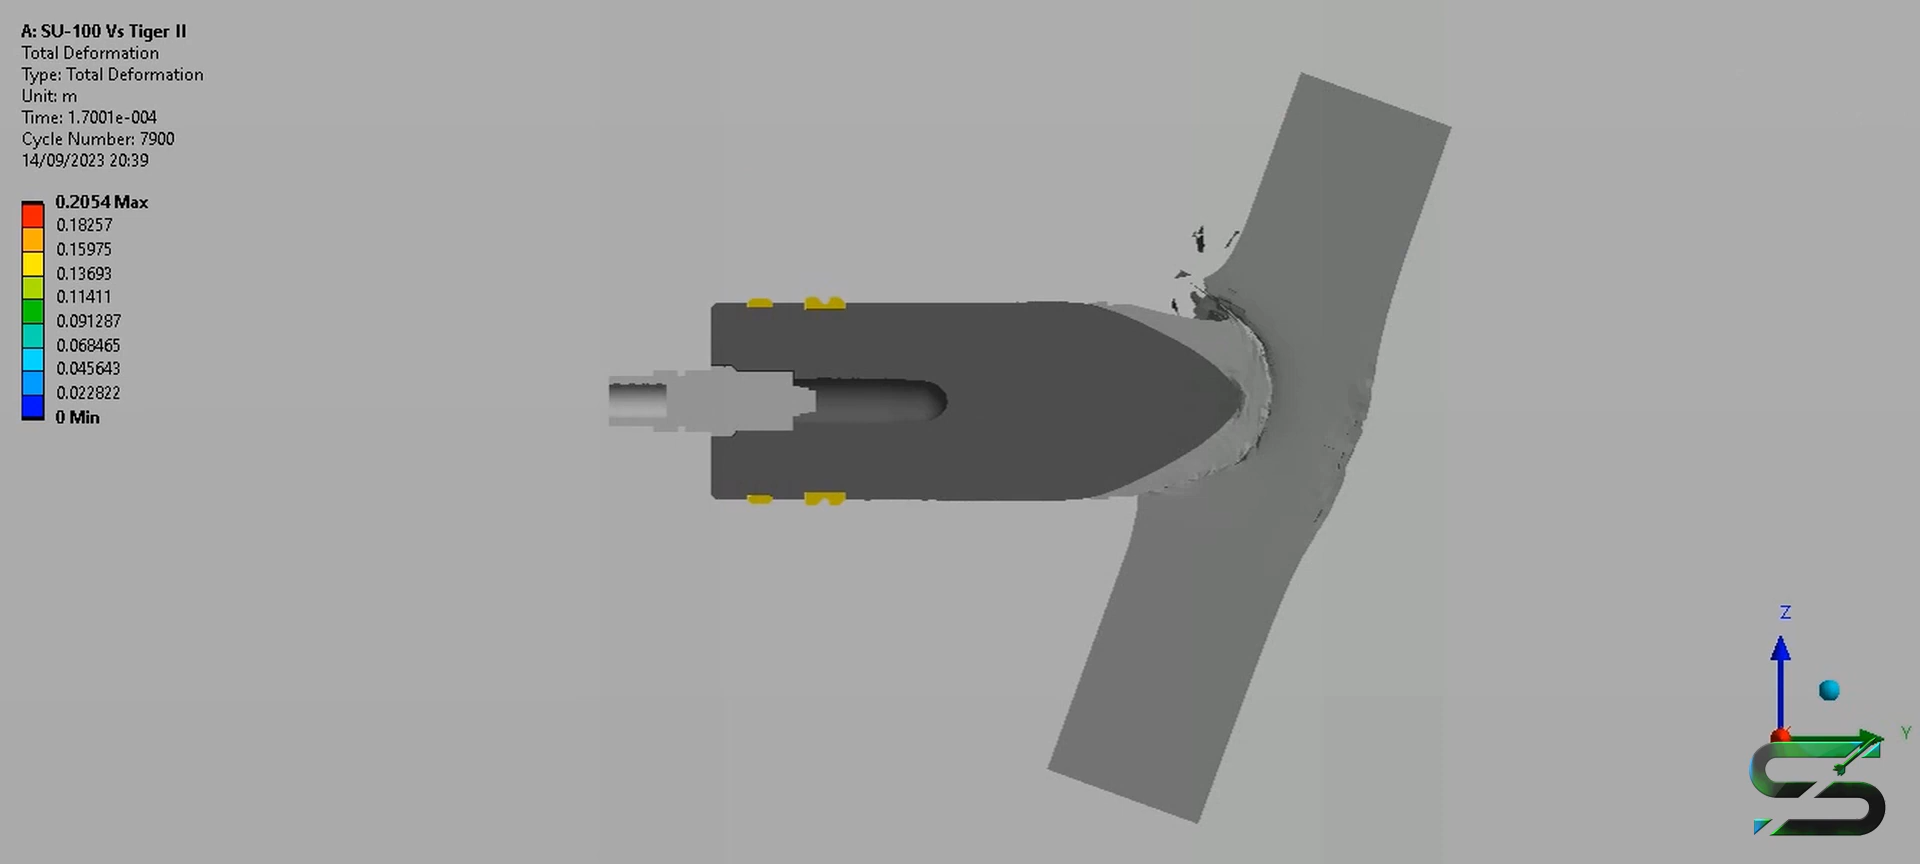 A: SU-100 Vs Tiger II
Total Deformation
Type: Total Deformation
Unit: m
Time: 1.7001e-004
Cycle Number: 7900
14/09/2023 20:39
0.2054 Max
0.18257
0.15975
0.13693
0.11411
0.091287
0.068465
0.045643
0.022822
0 Min
Z
Y